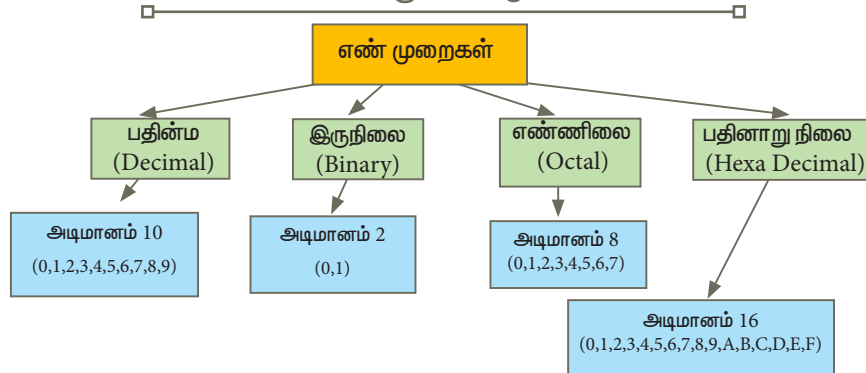 எண் முறைகள்
பதின்ம
(Decimal)
இருநிலை
(Binary)
எண்ணிலை
(Octal)
பதினாறு நிலை
(Hexa Decimal)
அடிமானம் 10
(0,1,2,3,4,5,6,7,8,9)
அடிமானம் 2
(0,1)
அடிமானம் 8
(0,1,2,3,4,5,6,7)
அடிமானம் 16
(0,1,2,3,4,5,6,7,8,9,A,B,C,D,E,F)